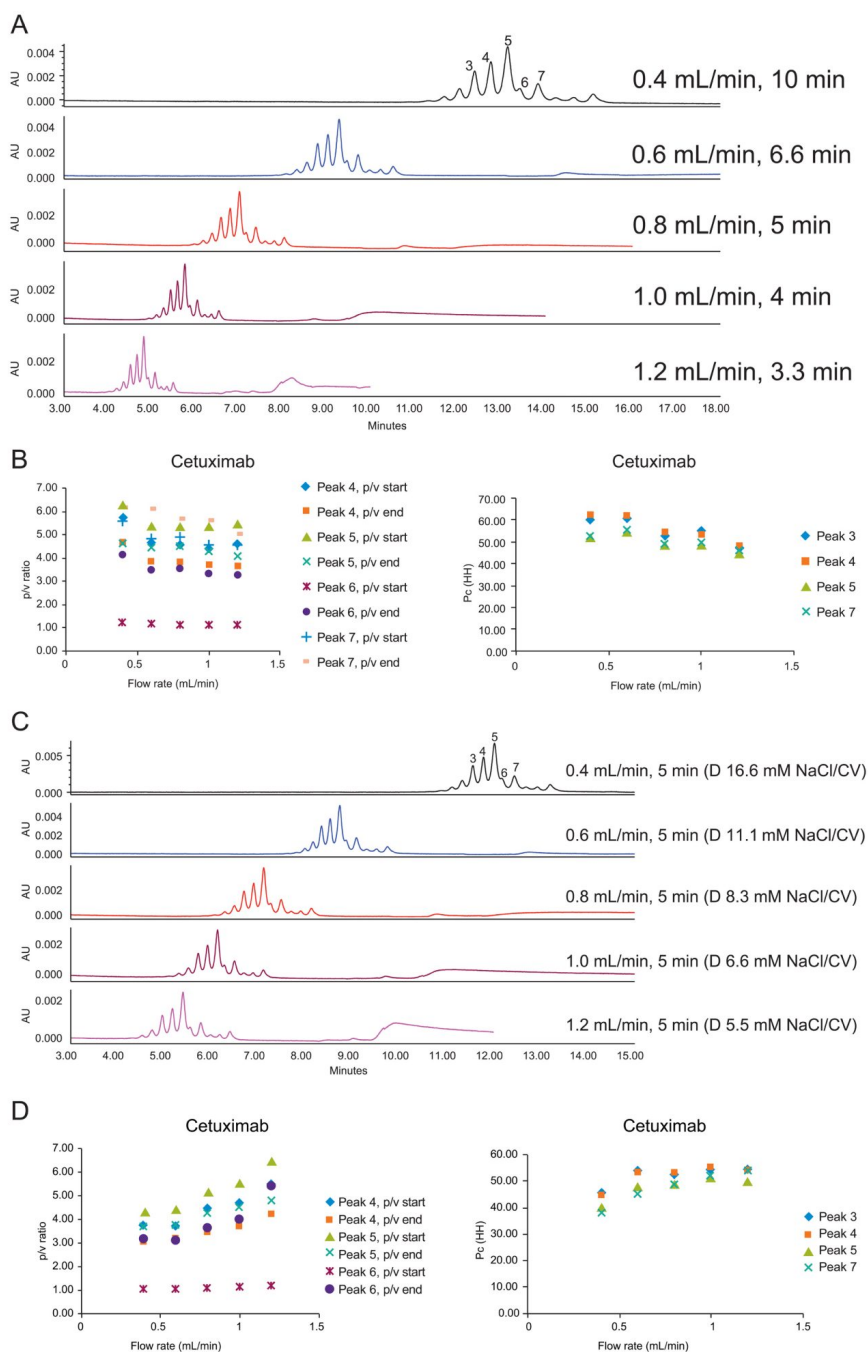 A
AU
0.004
0.002
0.000
3
4
5
6
7
0.4 mL/min, 10 min
AU
0.004
0.002
0.000
0.6 mL/min, 6.6 min
AU
0.002
0.000
0.8 mL/min, 5 min
AU
0.002
0.000
1.0 mL/min, 4 min
AU
0.002
0.000
1.2 mL/min, 3.3 min
3.00 4.00 5.00 6.00 7.00 8.00 9.00 10.00 11.00 12.00 13.00 14.00 15.00 16.00 17.00 18.00
Minutes
B
Cetuximab
p/v ratio
7.00
6.00
5.00
4.00
3.00
2.00
1.00
0.00
0 0.5 1 1.5
Flow rate (mL/min)
Peak 4, p/v start
Peak 4, p/v end
Peak 5, p/v start
Peak 5, p/v end
Peak 6, p/v start
Peak 6, p/v end
Peak 7, p/v start
Peak 7, p/v end
Cetuximab
Pc (HH)
70.00
60.00
50.00
40.00
30.00
20.00
10.00
0.00
0 0.5 1 1.5
Flow rate (mL/min)
Peak 3
Peak 4
Peak 5
Peak 7
C
AU
0.005
0.000
3
4
5
6
7
0.4 mL/min, 5 min (D 16.6 mM NaCl/CV)
AU
0.004
0.002
0.000
0.6 mL/min, 5 min (D 11.1 mM NaCl/CV)
AU
0.002
0.000
0.8 mL/min, 5 min (D 8.3 mM NaCl/CV)
AU
0.002
0.000
1.0 mL/min, 5 min (D 6.6 mM NaCl/CV)
AU
0.002
0.000
1.2 mL/min, 5 min (D 5.5 mM NaCl/CV)
3.00 4.00 5.00 6.00 7.00 8.00 9.00 10.00 11.00 12.00 13.00 14.00 15.00
Minutes
D
Cetuximab
p/v ratio
7.00
6.00
5.00
4.00
3.00
2.00
1.00
0.00
0 0.5 1 1.5
Flow rate (mL/min)
Peak 4, p/v start
Peak 4, p/v end
Peak 5, p/v start
Peak 5, p/v end
Peak 6, p/v start
Peak 6, p/v end
Cetuximab
Pc (HH)
60.00
50.00
40.00
30.00
20.00
10.00
0.00
0 0.5 1 1.5
Flow rate (mL/min)
Peak 3
Peak 4
Peak 5
Peak 7